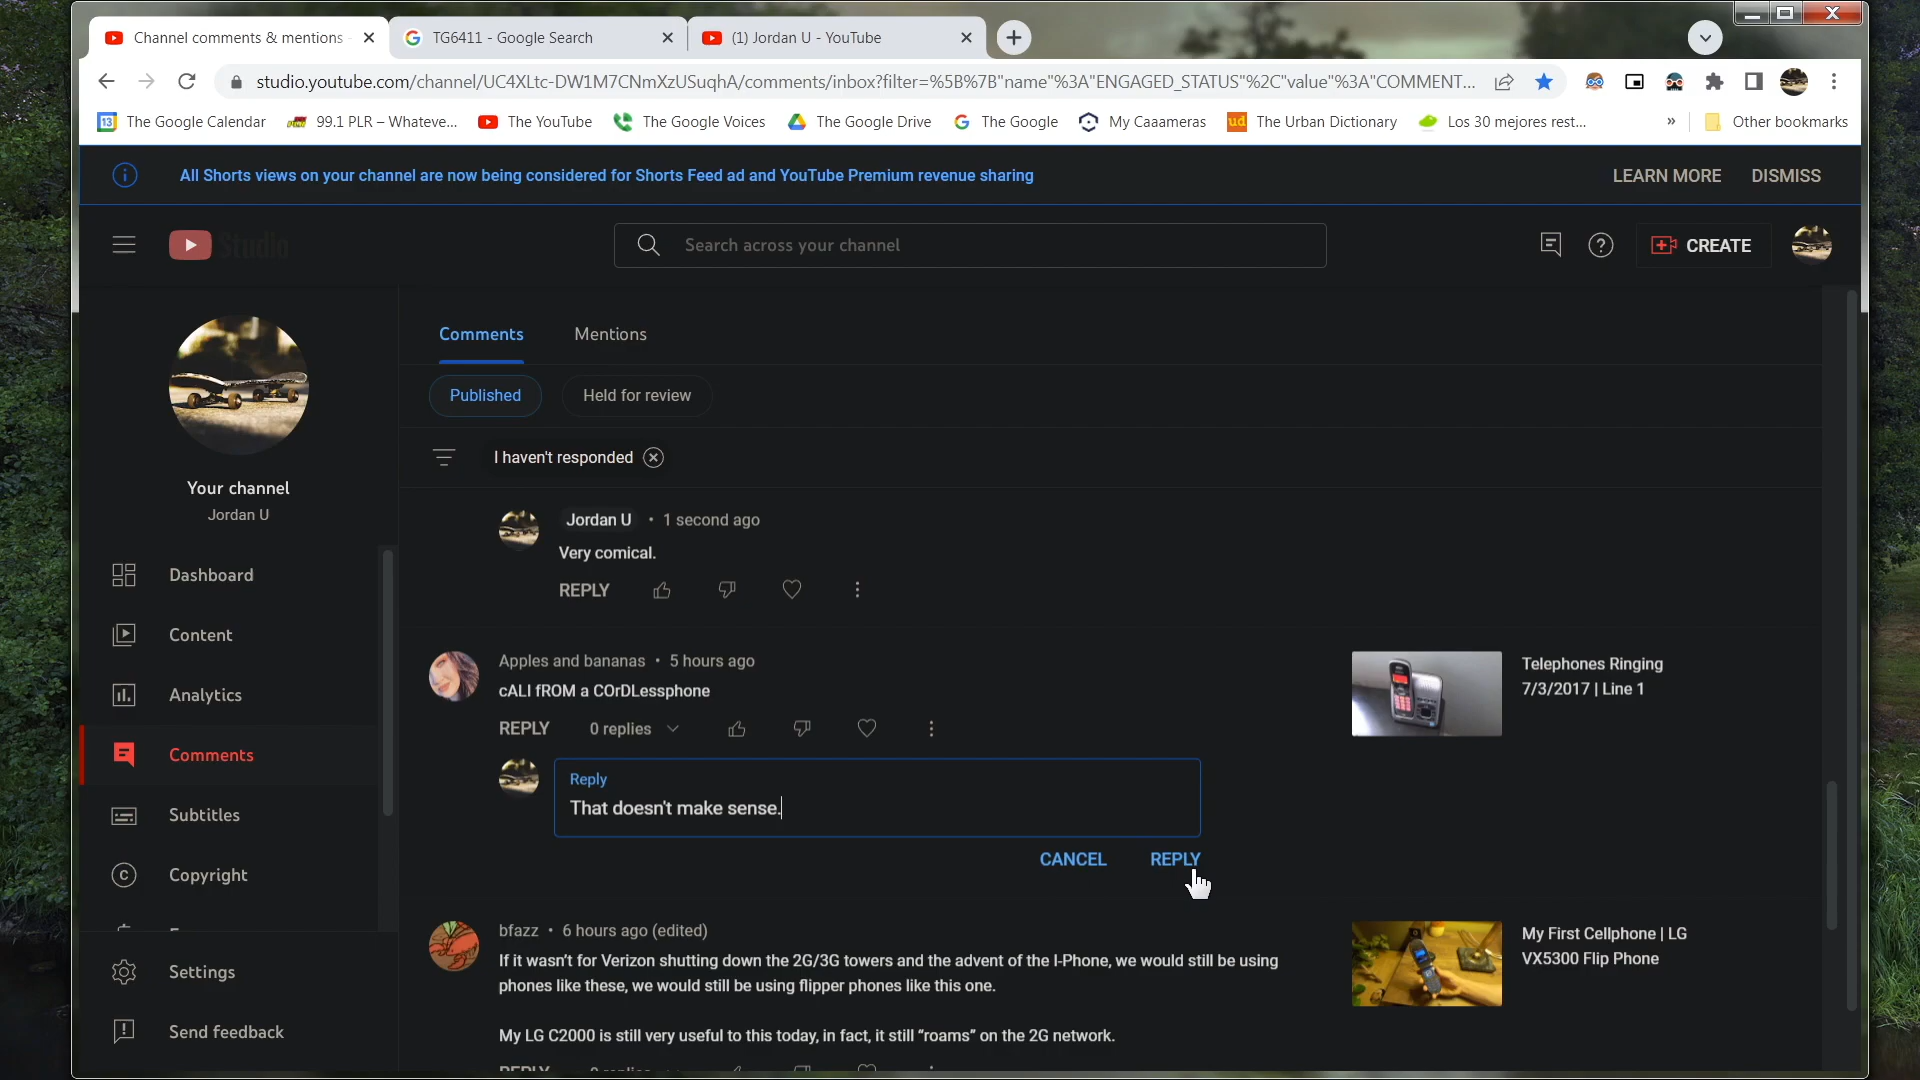 Channel comments & mentions -
TG6411 - Google Search
(1) Jordan U - YouTube
studio.youtube.com/channel/UC4XLtc-DW1M7CNmXzUSuqhA/comments/inbox?filter=%5B%7B"name"%3A"ENGAGED_STATUS"%2C"value"%3A"COMMENT...
13 The Google Calendar
99.1 PLR – Whateve...
The YouTube
The Google Voices
The Google Drive
The Google
My Caaameras
ud The Urban Dictionary
Los 30 mejores rest...
»
Other bookmarks
All Shorts views on your channel are now being considered for Shorts Feed ad and YouTube Premium revenue sharing
LEARN MORE
DISMISS
Studio
Search across your channel
CREATE
Your channel
Jordan U
Dashboard
Content
Analytics
Comments
Subtitles
Copyright
Settings
Send feedback
Comments
Mentions
Published
Held for review
I haven't responded
Jordan U • 1 second ago
Very comical.
REPLY
Apples and bananas • 5 hours ago
cALl fROM a COrDLessphone
REPLY
0 replies
Telephones Ringing
7/3/2017 | Line 1
Reply
That doesn't make sense.
CANCEL
REPLY
bfazz • 6 hours ago (edited)
If it wasn't for Verizon shutting down the 2G/3G towers and the advent of the I-Phone, we would still be using
phones like these, we would still be using flipper phones like this one.
My LG C2000 is still very useful to this today, in fact, it still “roams” on the 2G network.
REPLY
0 replies
My First Cellphone | LG
VX5300 Flip Phone